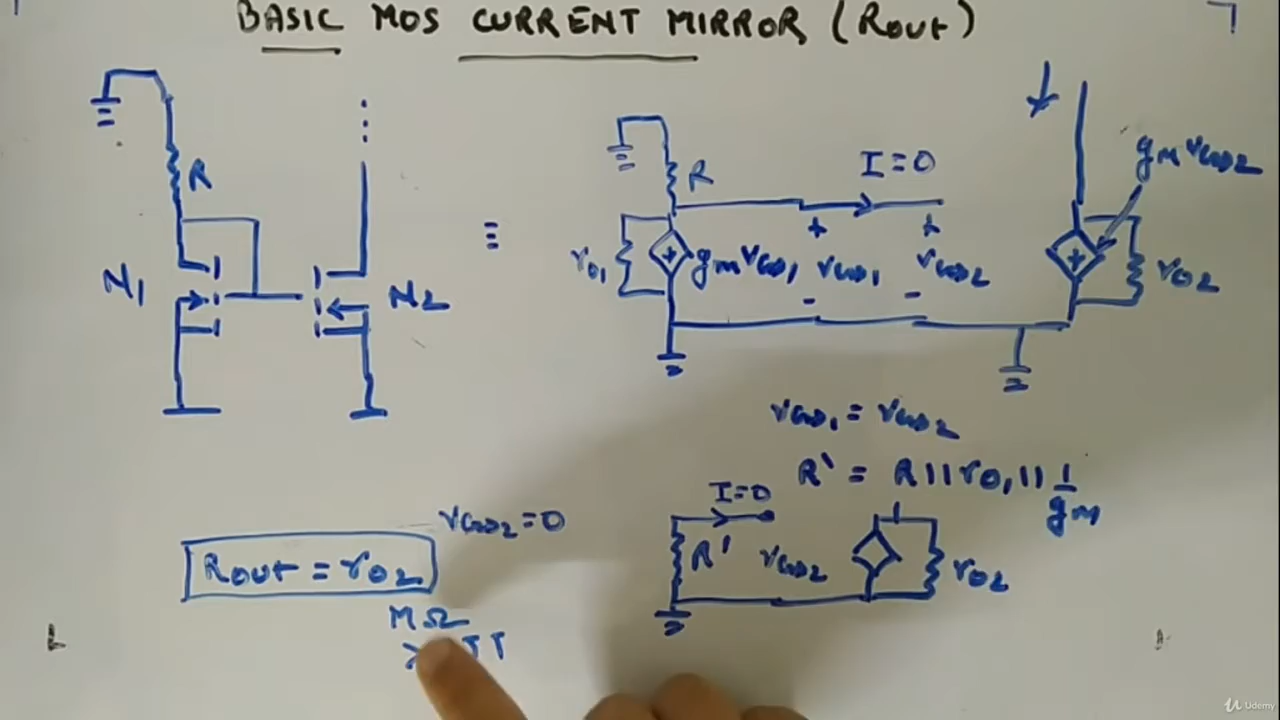 BASIC MOS CURRENT MIRROR (ROUT)
R
N1
N2
≡
R
I=0
gmVGS2
rO1
gmVGS1
+
VGS1
-
+
VGS2
-
rO2
VGS1 = VGS2
R' = R||rO1||1/gm
I=0
R'
VGS2
rO2
VGS2=0
ROUT = rO2
MΩ
Udemy